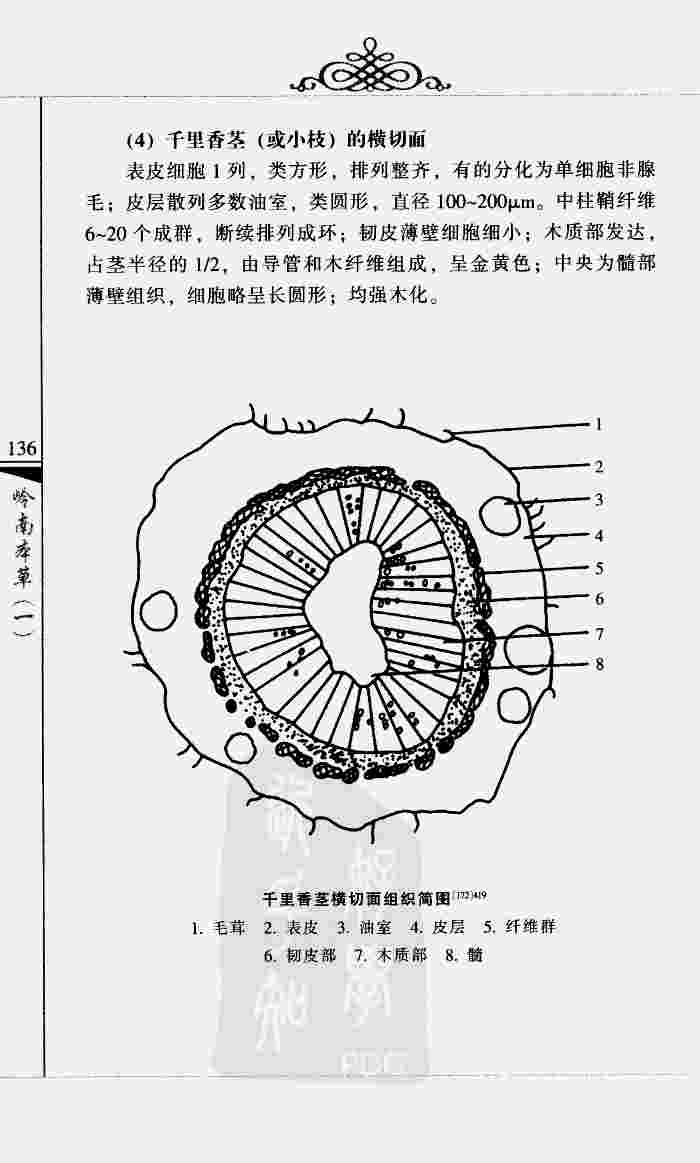 (4) 千里香茎（或小枝）的横切面
表皮细胞1列，类方形，排列整齐，有的分化为单细胞非腺
毛；皮层散列多数油室，类圆形，直径100~200μm。中柱鞘纤维
6~20个成群，断续排列成环；韧皮薄壁细胞细小；木质部发达，
占茎半径的1/2，由导管和木纤维组成，呈金黄色；中央为髓部
薄壁组织，细胞略呈长圆形；均强木化。
136
岭南本草（一）
1
2
3
4
5
6
7
8
千里香茎横切面组织简图[172]419
1. 毛茸 2. 表皮 3. 油室 4. 皮层 5. 纤维群
6. 韧皮部 7. 木质部 8. 髓
PDG